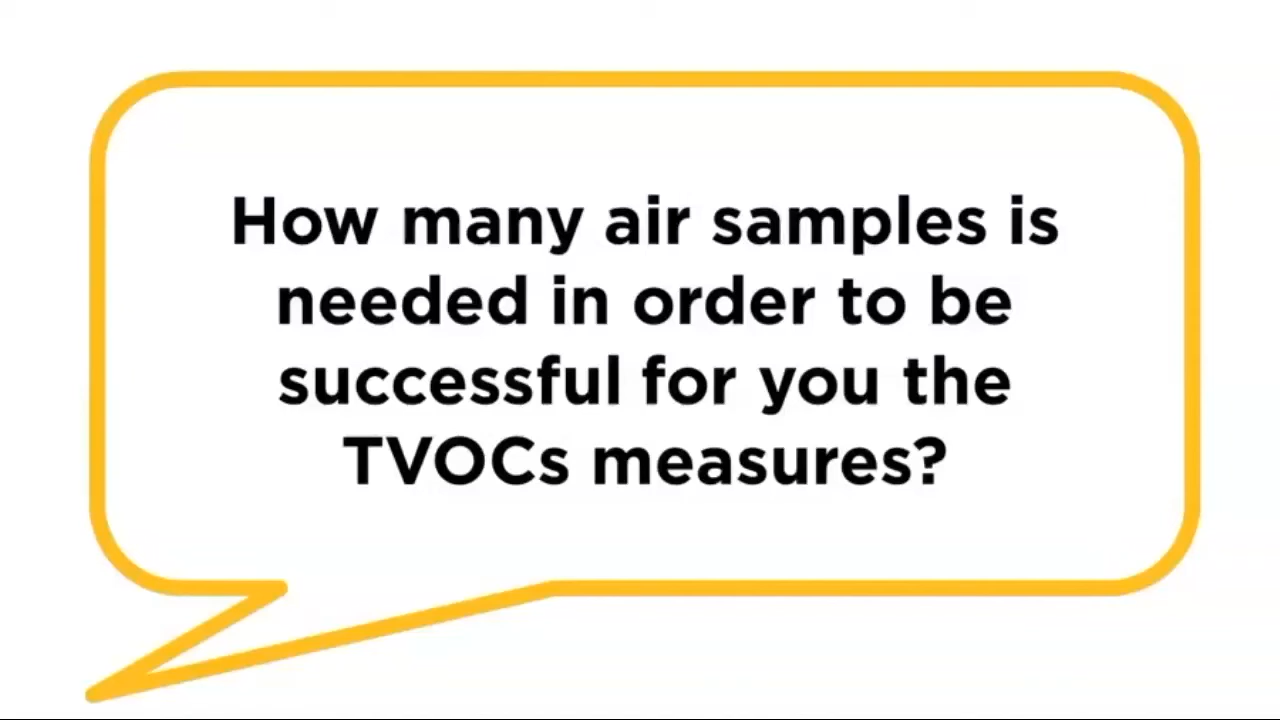 How many air samples is
needed in order to be
successful for you the
TVOCs measures?